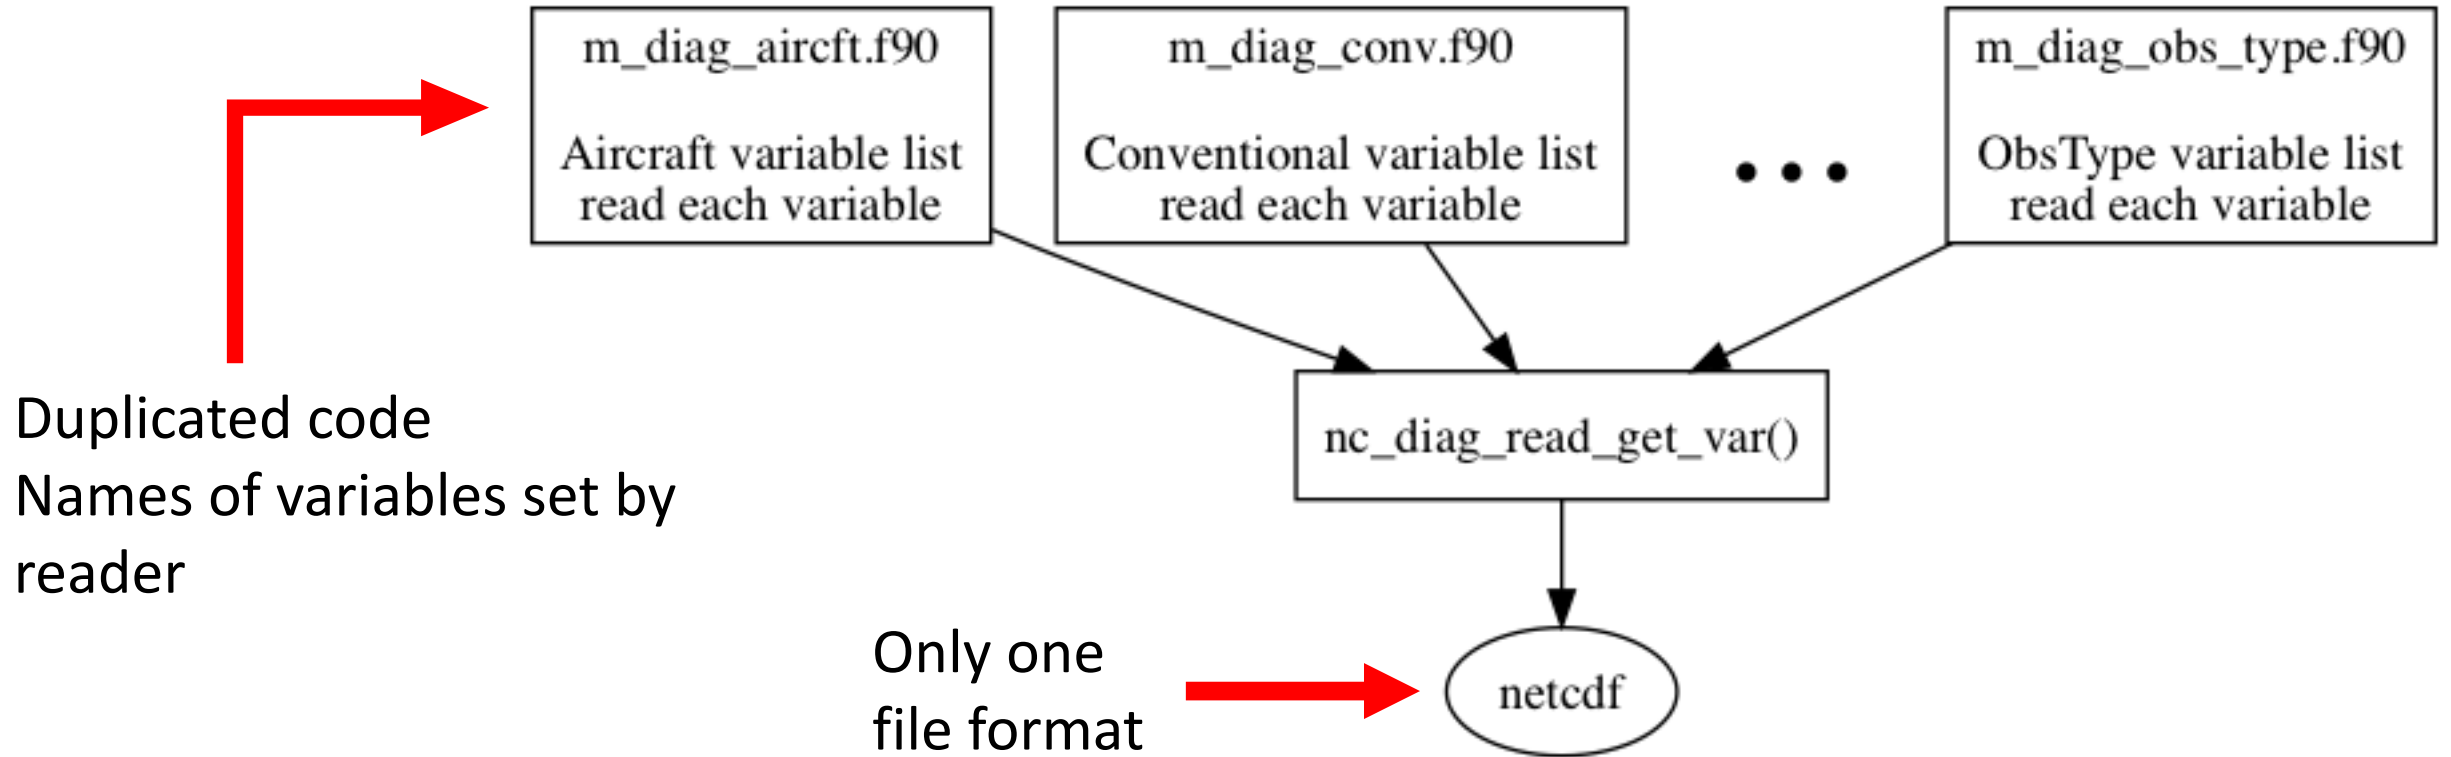 m_diag_aircft.f90
Aircraft variable list
read each variable
m_diag_conv.f90
Conventional variable list
read each variable
m_diag_obs_type.f90
ObsType variable list
read each variable
Duplicated code
Names of variables set by
reader
nc_diag_read_get_var()
Only one
file format
netcdf